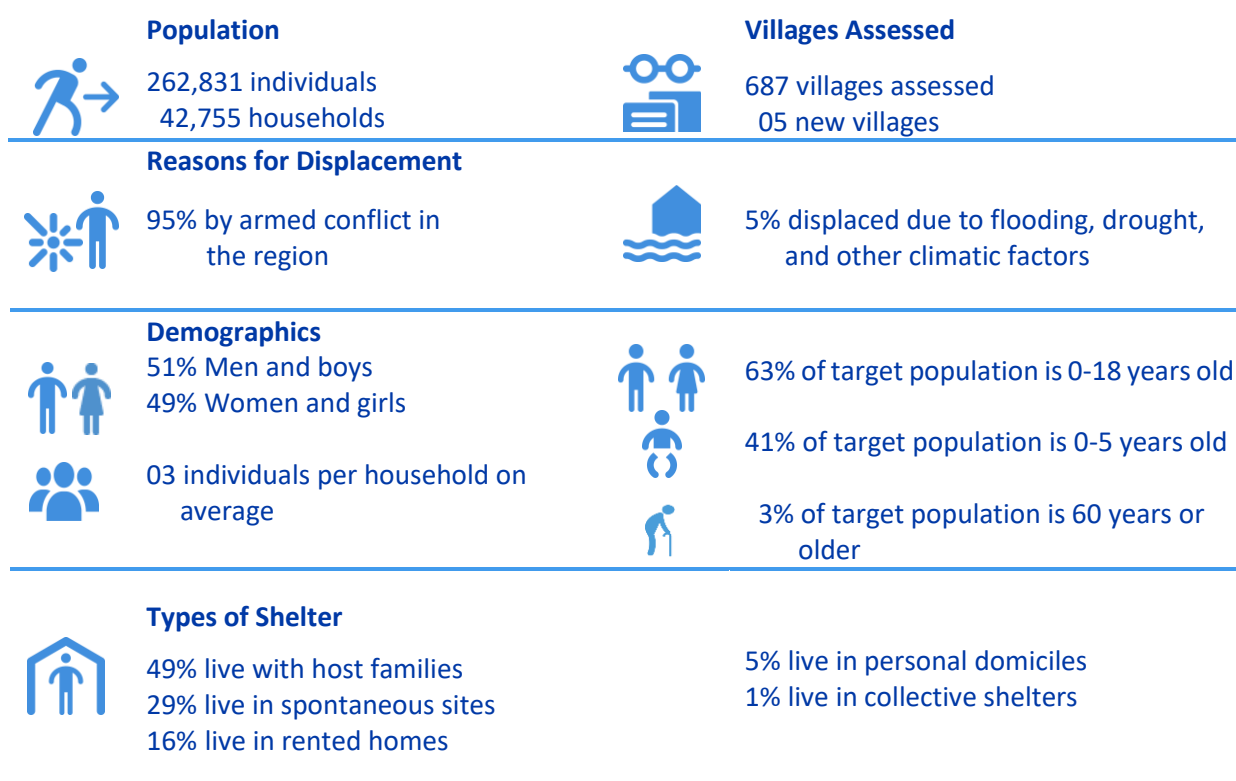 Population
262,831 individuals
42,755 households
Villages Assessed
687 villages assessed
05 new villages
Reasons for Displacement
95% by armed conflict in
the region
5% displaced due to flooding, drought,
and other climatic factors
Demographics
51% Men and boys
49% Women and girls
03 individuals per household on
average
63% of target population is 0-18 years old
41% of target population is 0-5 years old
3% of target population is 60 years or
older
Types of Shelter
49% live with host families
29% live in spontaneous sites
16% live in rented homes
5% live in personal domiciles
1% live in collective shelters